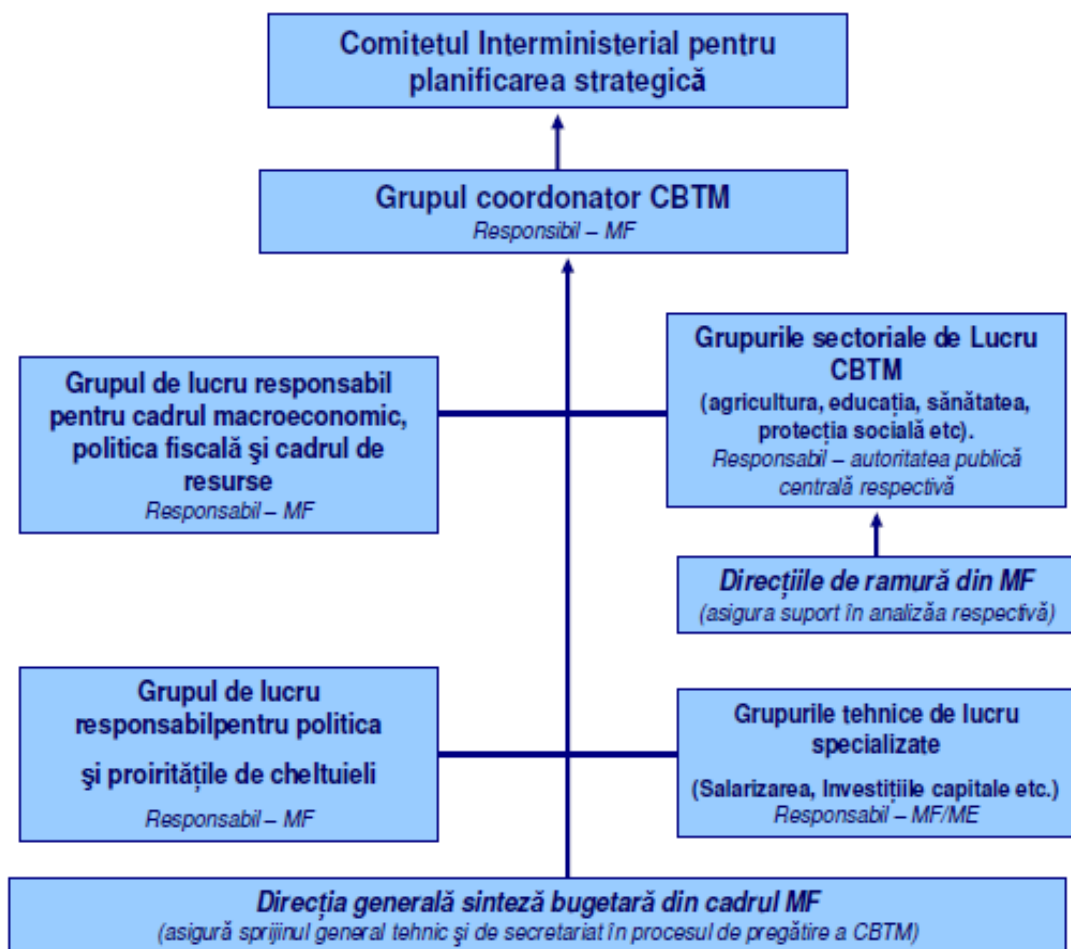 Comitetul Interministerial pentru
planificarea strategică
Grupul coordonator CBTM
Responsibil – MF
Grupul de lucru responsabil
pentru cadrul macroeconomic,
politica fiscală şi cadrul de
resurse
Responsabil – MF
Grupurile sectoriale de Lucru
CBTM
(agricultura, educaţia, sănătatea,
protecţia socială etc).
Responsabil – autoritatea publică
centrală respectivă
Direcţiile de ramură din MF
(asigura suport în analizăa respectivă)
Grupul de lucru
responsabilpentru politica
şi proirităţile de cheltuieli
Responsabil – MF
Grupurile tehnice de lucru
specializate
(Salarizarea, Investiţiile capitale etc.)
Responsabil – MF/ME
Direcţia generală sinteză bugetară din cadrul MF
(asigură sprijinul general tehnic şi de secretariat în procesul de pregătire a CBTM)